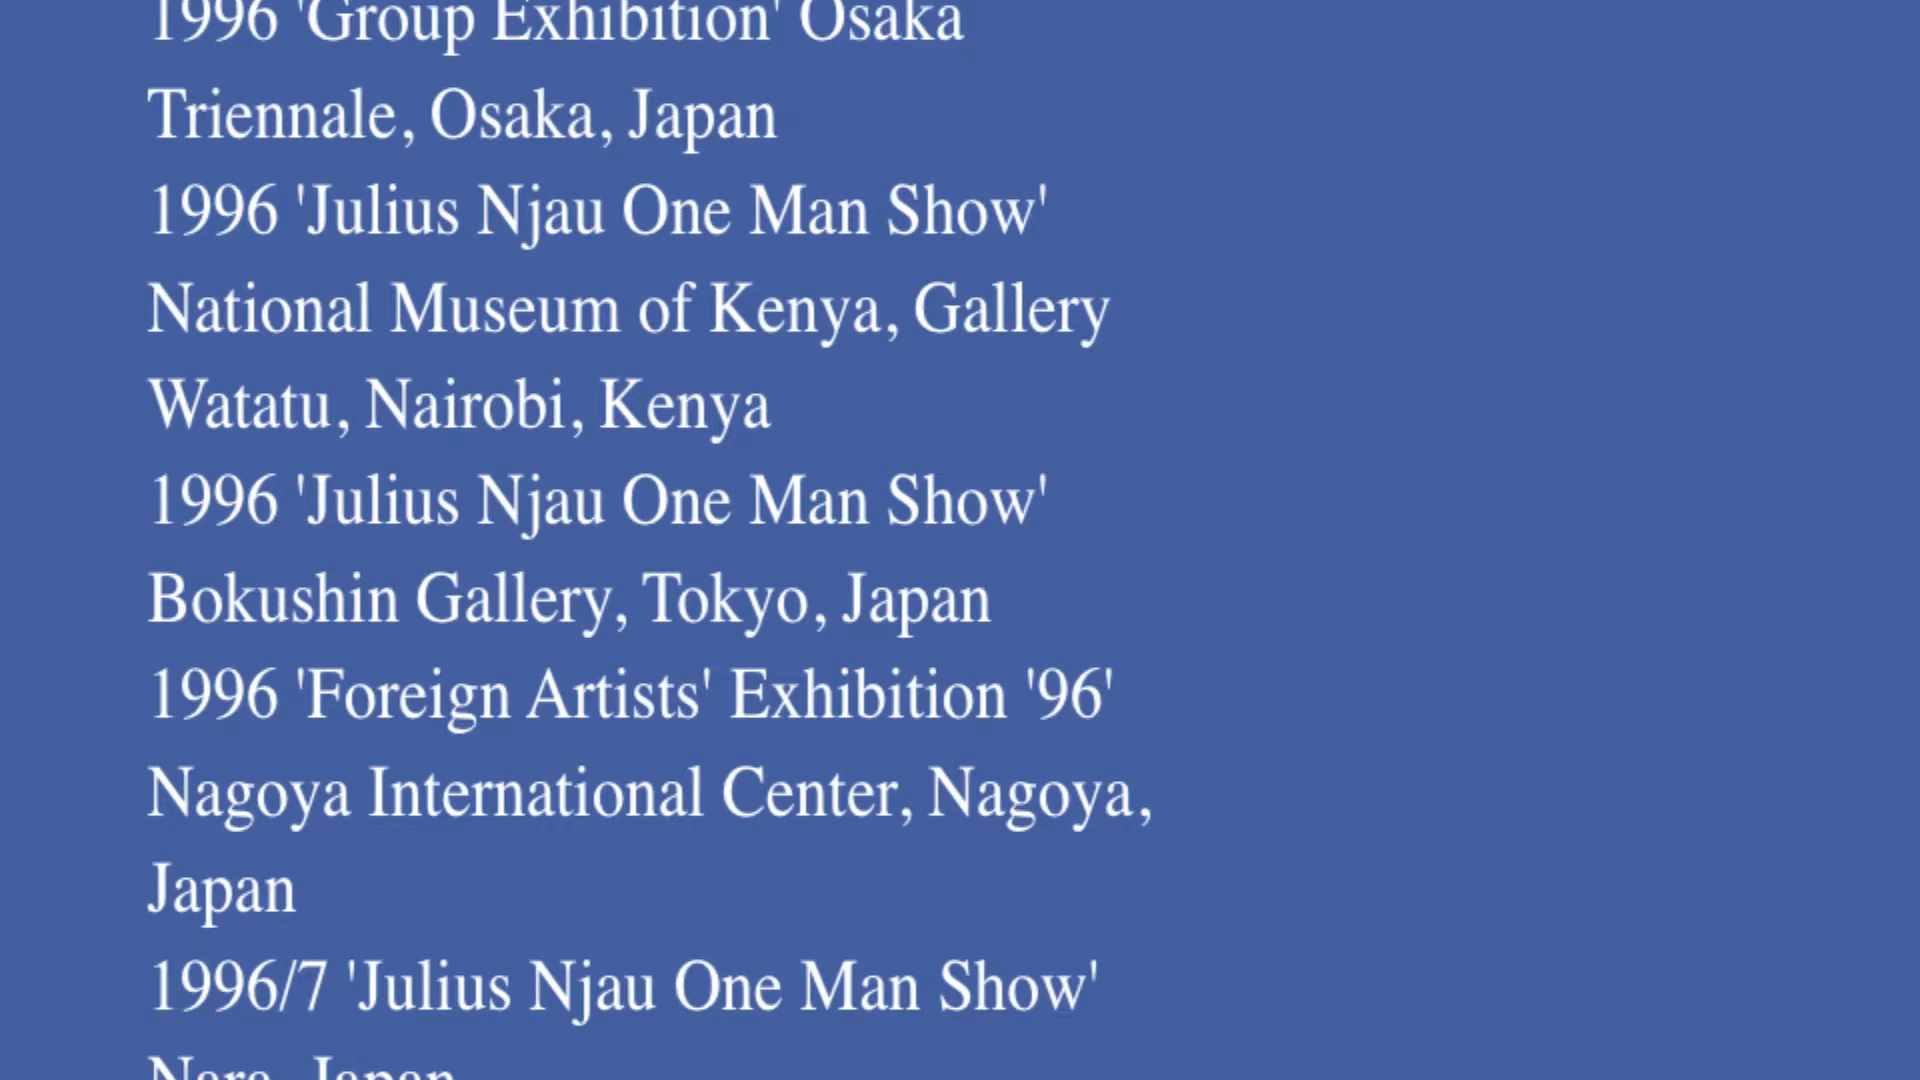 1996 'Group Exhibition' Osaka
Triennale, Osaka, Japan
1996 'Julius Njau One Man Show'
National Museum of Kenya, Gallery
Watatu, Nairobi, Kenya
1996 'Julius Njau One Man Show'
Bokushin Gallery, Tokyo, Japan
1996 'Foreign Artists' Exhibition '96'
Nagoya International Center, Nagoya,
Japan
1996/7 'Julius Njau One Man Show'
Nara, Japan